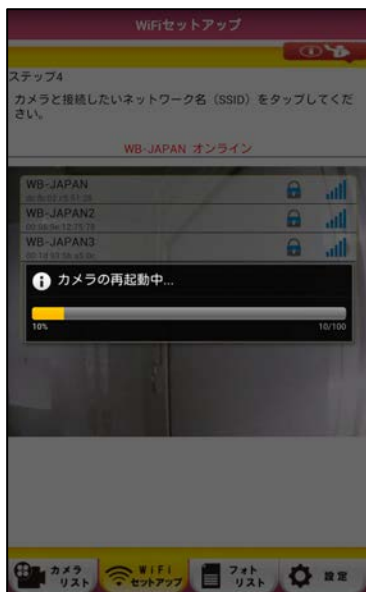 WiFiセットアップ
ステップ4
カメラと接続したいネットワーク名（SSID）をタップしてくだ
さい。
WB-JAPAN オンライン
WB-JAPAN
WB-JAPAN2
WB-JAPAN3
カメラの再起動中...
10%
10/100
カメラ
リスト
WiFi
セットアップ
フォト
リスト
設定